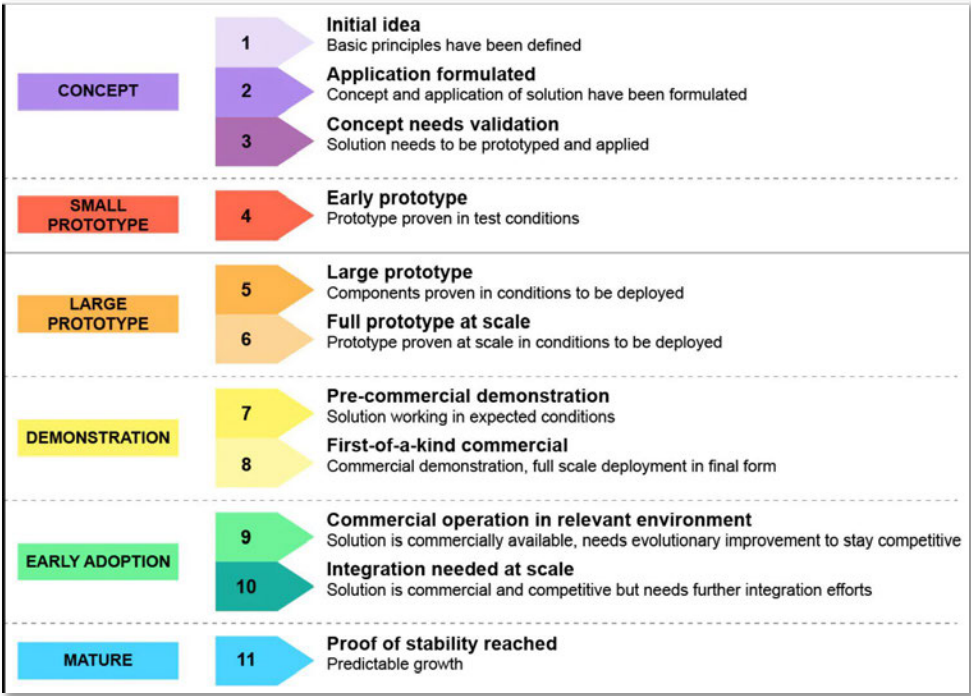 CONCEPT
1
Initial idea
Basic principles have been defined
2
Application formulated
Concept and application of solution have been formulated
3
Concept needs validation
Solution needs to be prototyped and applied
SMALL
PROTOTYPE
4
Early prototype
Prototype proven in test conditions
LARGE
PROTOTYPE
5
Large prototype
Components proven in conditions to be deployed
6
Full prototype at scale
Prototype proven at scale in conditions to be deployed
DEMONSTRATION
7
Pre-commercial demonstration
Solution working in expected conditions
8
First-of-a-kind commercial
Commercial demonstration, full scale deployment in final form
EARLY ADOPTION
9
Commercial operation in relevant environment
Solution is commercially available, needs evolutionary improvement to stay competitive
10
Integration needed at scale
Solution is commercial and competitive but needs further integration efforts
MATURE
11
Proof of stability reached
Predictable growth